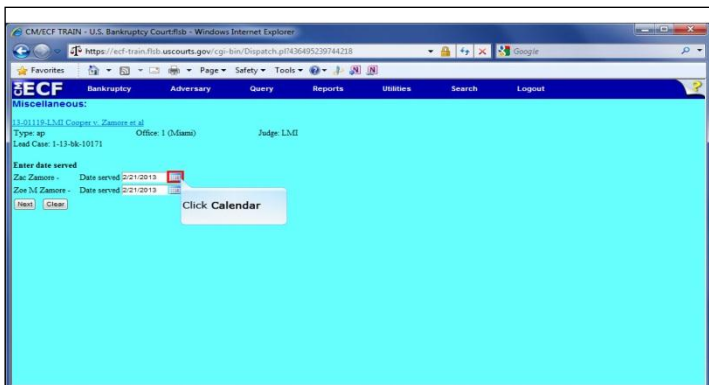 CM/ECF TRAIN - U.S. Bankruptcy Court:flsb - Windows Internet Explorer
https://ecf-train.flsb.uscourts.gov/cgi-bin/Dispatch.pl?436495239744218
Google
Favorites Page Safety Tools
ECF Bankruptcy Adversary Query Reports Utilities Search Logout ?
Miscellaneous:
13-01119-LMI Cooper v. Zamore et al
Type: ap Office: 1 (Miami) Judge: LMI
Lead Case: 1-13-bk-10171
Enter date served
Zac Zamore - Date served 2/21/2013
Zoe M Zamore - Date served 2/21/2013
Next Clear
Click Calendar